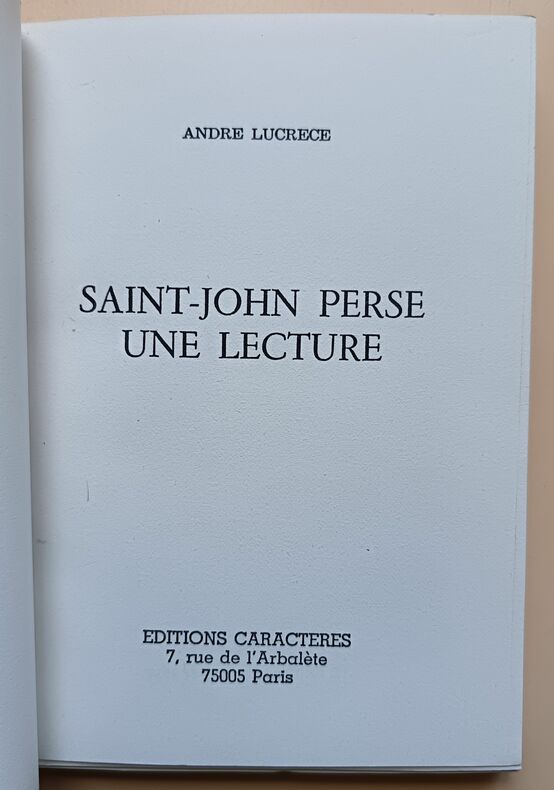 ANDRE LUCRECE
SAINT-JOHN PERSE
UNE LECTURE
EDITIONS CARACTERES
7, rue de l'Arbalète
75005 Paris